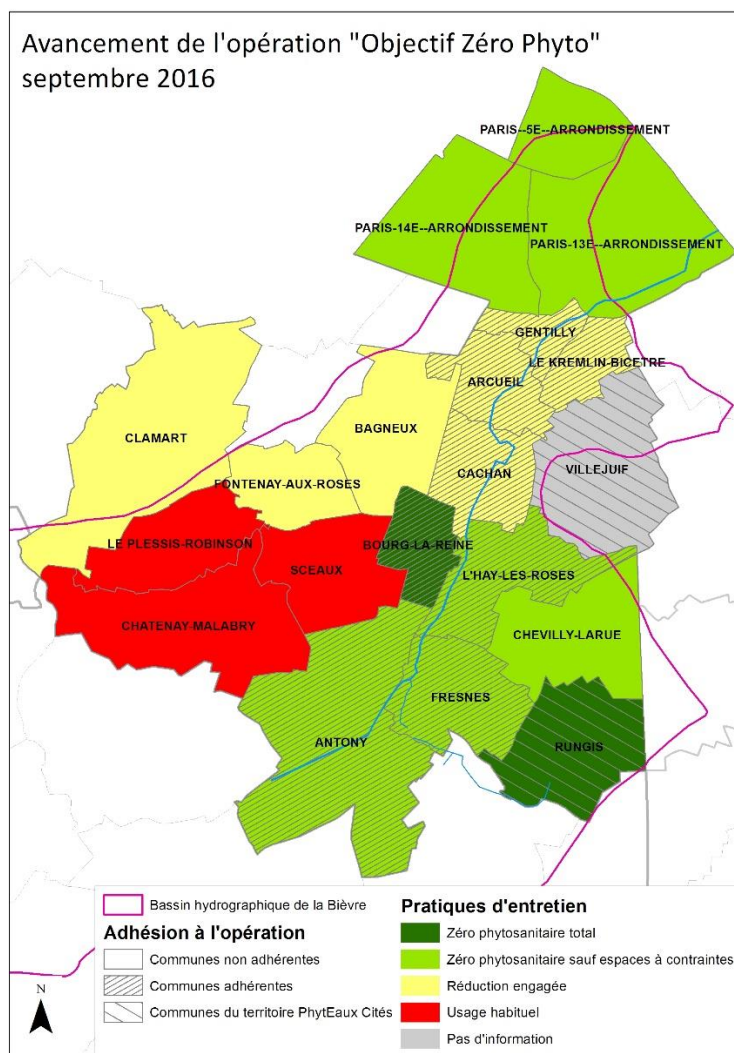 Avancement de l'opération "Objectif Zéro Phyto"
septembre 2016
PARIS--5E--ARRONDISSEMENT
PARIS-14E--ARRONDISSEMENT
PARIS-13E--ARRONDISSEMENT
GENTILLY
LE KREMLIN-BICETRE
ARCUEIL
CLAMART
BAGNEUX
CACHAN
VILLEJUIF
FONTENAY-AUX-ROSES
LE PLESSIS-ROBINSON
BOURG-LA-REINE
SCEAUX
L'HAY-LES-ROSES
CHATENAY-MALABRY
CHEVILLY-LARUE
FRESNES
ANTONY
RUNGIS
Bassin hydrographique de la Bièvre
Adhésion à l'opération
Communes non adhérentes
Communes adhérentes
Communes du territoire PhytEaux Cités
Pratiques d'entretien
Zéro phytosanitaire total
Zéro phytosanitaire sauf espaces à contraintes
Réduction engagée
Usage habituel
Pas d'information
N